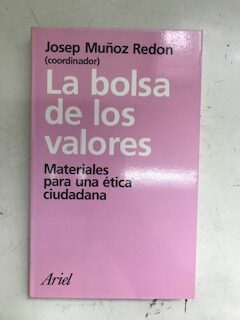 Josep Muñoz Redon
(coordinador)
La bolsa
de los
valores
Materiales
para una ética
ciudadana
Ariel